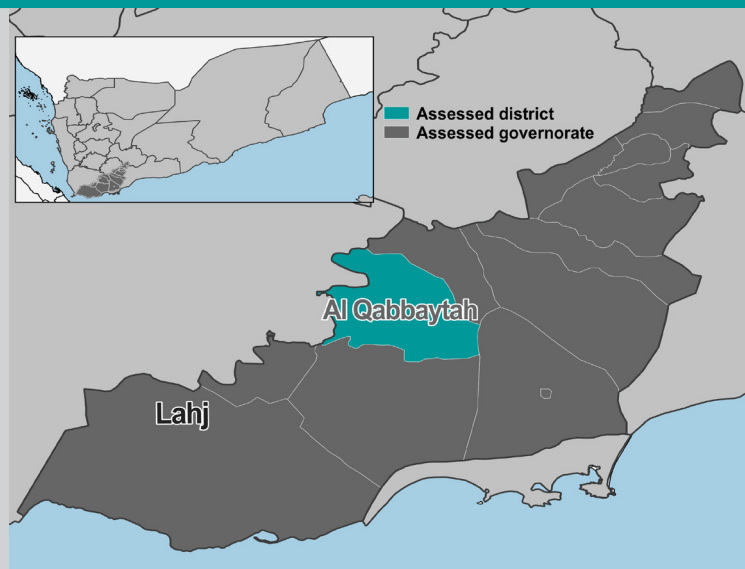 Assessed district
Assessed governorate
Al Qabbaytah
Lahj